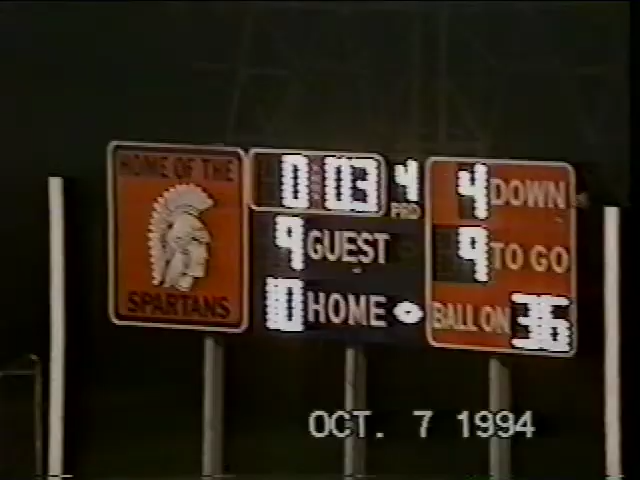 HOME OF THE
SPARTANS
0:03 4
PRD
9 GUEST
10 HOME
4 DOWN
9 TO GO
BALL ON 36
OCT. 7 1994